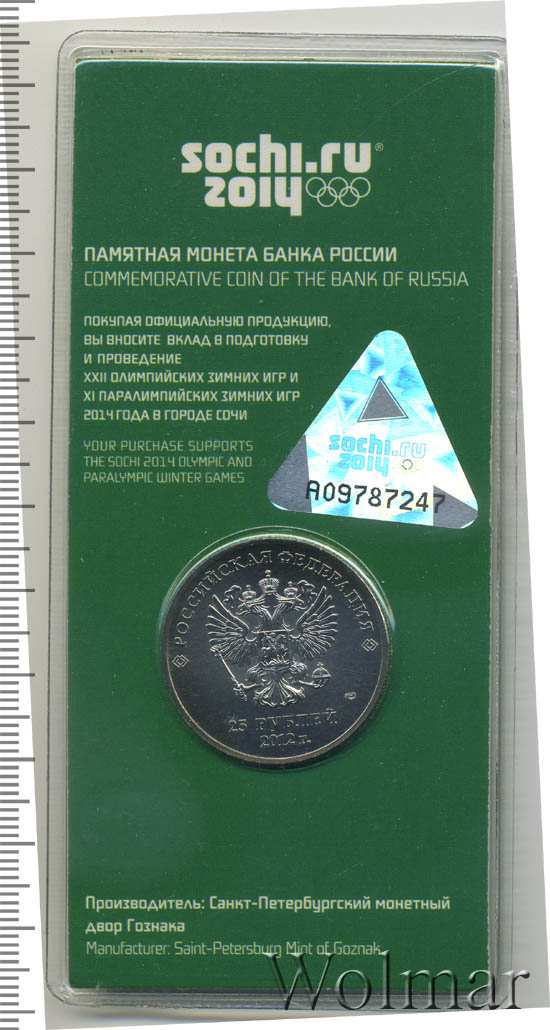 sochi.ru®
2014
ПАМЯТНАЯ МОНЕТА БАНКА РОССИИ
COMMEMORATIVE COIN OF THE BANK OF RUSSIA
ПОКУПАЯ ОФИЦИАЛЬНУЮ ПРОДУКЦИЮ,
ВЫ ВНОСИТЕ ВКЛАД В ПОДГОТОВКУ
И ПРОВЕДЕНИЕ
XXII ОЛИМПИЙСКИХ ЗИМНИХ ИГР И
XI ПАРАЛИМПИЙСКИХ ЗИМНИХ ИГР
2014 ГОДА В ГОРОДЕ СОЧИ
YOUR PURCHASE SUPPORTS
THE SOCHI 2014 OLYMPIC AND
PARALYMPIC WINTER GAMES
sochi.ru
2014
A09787247
РОССИЙСКАЯ ФЕДЕРАЦИЯ
25 РУБЛЕЙ
2012 г.
Производитель: Санкт-Петербургский монетный
двор Гознака
Manufacturer: Saint-Petersburg Mint of Goznak
Wolmar